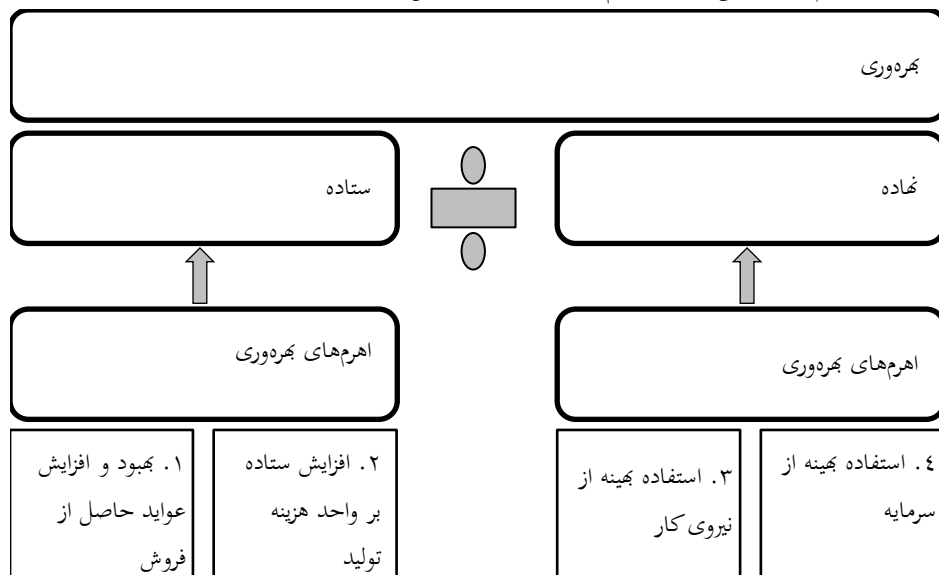 بهره‌وری
نهاده
ستاده
اهرم‌های بهره‌وری
اهرم‌های بهره‌وری
۴. استفاده بهینه از
سرمایه
۳. استفاده بهینه از
نیروی کار
۲. افزایش ستاده
بر واحد هزینه
تولید
۱. بهبود و افزایش
عواید حاصل از
فروش